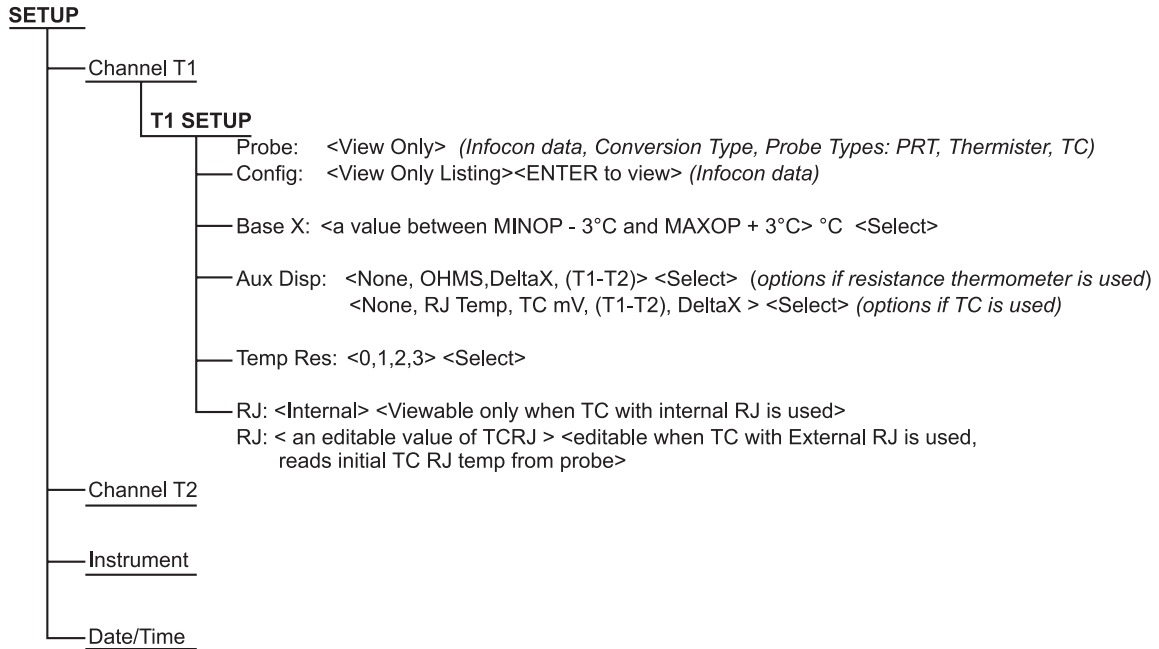 SETUP
Channel T1
T1 SETUP
Probe: <View Only> (Infocon data, Conversion Type, Probe Types: PRT, Thermister, TC)
Config: <View Only Listing><ENTER to view> (Infocon data)
Base X: <a value between MINOP - 3°C and MAXOP + 3°C> °C <Select>
Aux Disp: <None, OHMS,DeltaX, (T1-T2)> <Select> (options if resistance thermometer is used)
<None, RJ Temp, TC mV, (T1-T2), DeltaX > <Select> (options if TC is used)
Temp Res: <0,1,2,3> <Select>
RJ: <Internal> <Viewable only when TC with internal RJ is used>
RJ: < an editable value of TCRJ > <editable when TC with External RJ is used,
reads initial TC RJ temp from probe>
Channel T2
Instrument
Date/Time